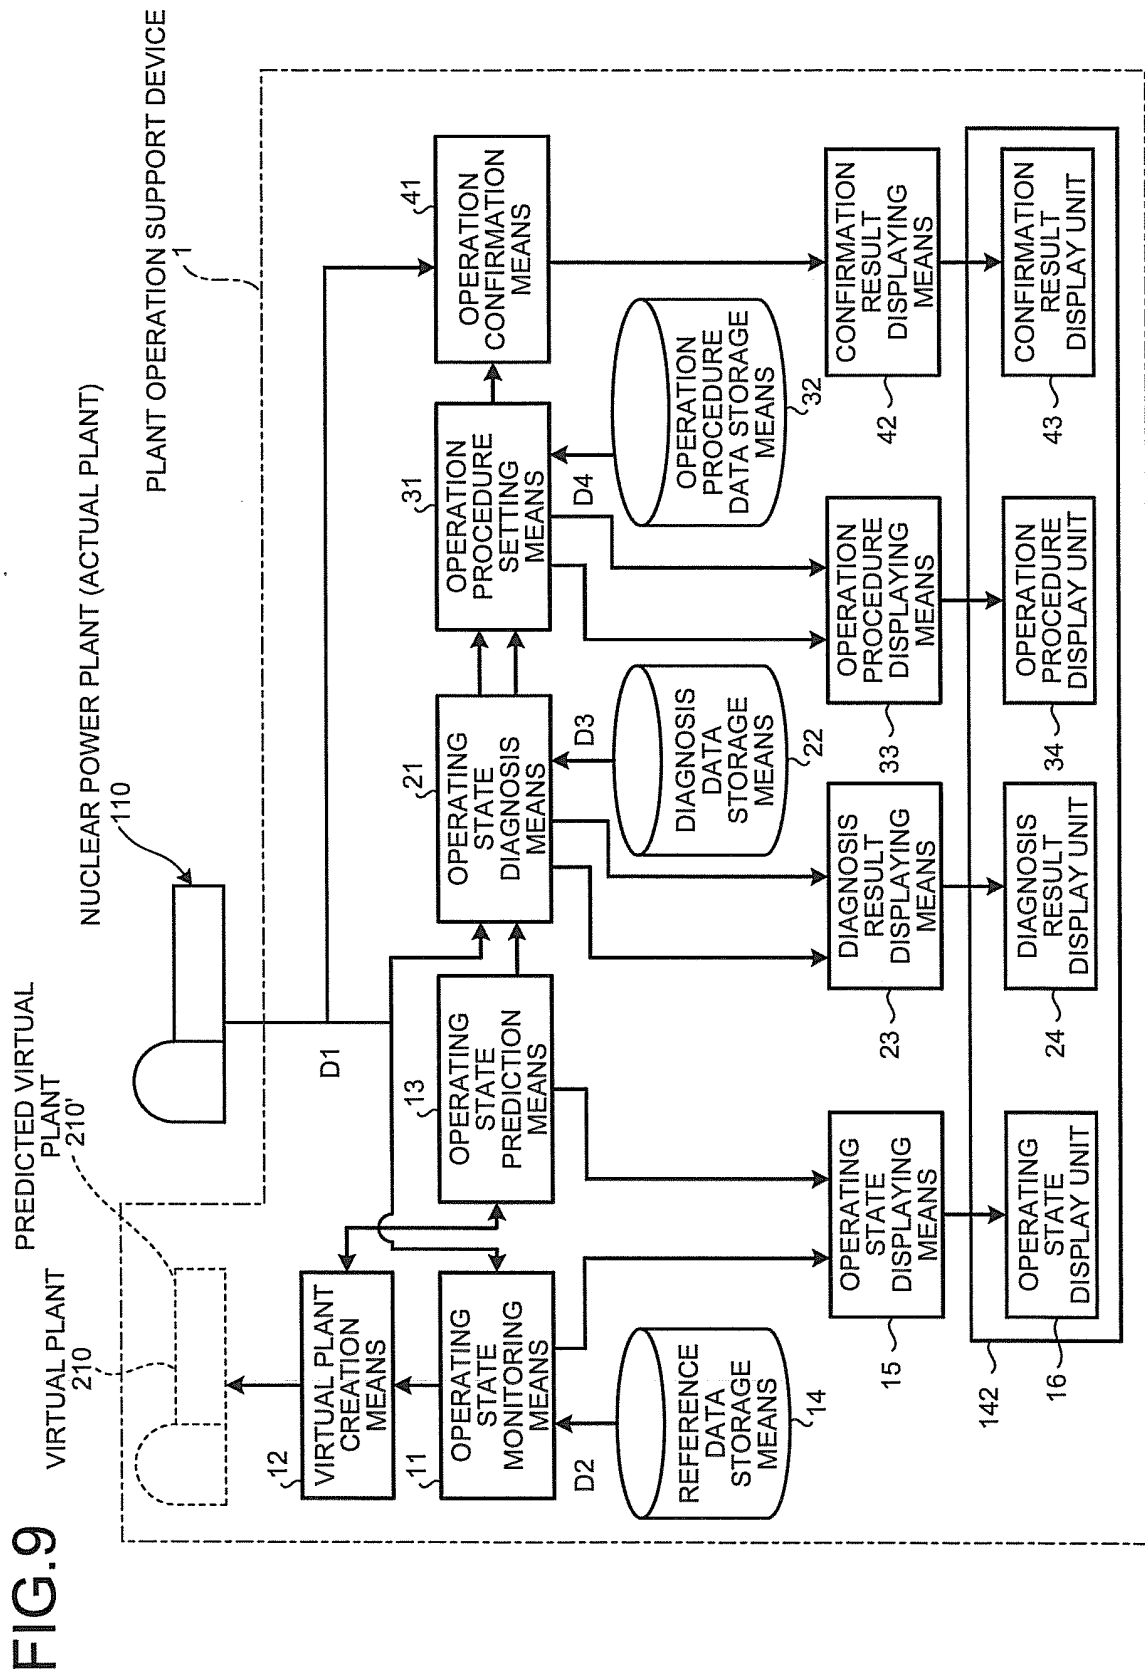 FIG.9
VIRTUAL PLANT
210
PREDICTED VIRTUAL
PLANT
210'
NUCLEAR POWER PLANT (ACTUAL PLANT)
110
PLANT OPERATION SUPPORT DEVICE
1
D1
12
VIRTUAL PLANT
CREATION
MEANS
11
OPERATING
STATE
MONITORING
MEANS
13
OPERATING
STATE
PREDICTION
MEANS
21
OPERATING
STATE
DIAGNOSIS
MEANS
31
OPERATION
PROCEDURE
SETTING
MEANS
41
OPERATION
CONFIRMATION
MEANS
D2
D3
D4
REFERENCE
DATA
STORAGE
MEANS
14
DIAGNOSIS
DATA
STORAGE
MEANS
22
OPERATION
PROCEDURE
DATA STORAGE
MEANS
32
OPERATING
STATE
DISPLAYING
MEANS
15
DIAGNOSIS
RESULT
DISPLAYING
MEANS
23
OPERATION
PROCEDURE
DISPLAYING
MEANS
33
CONFIRMATION
RESULT
DISPLAYING
MEANS
42
142
OPERATING
STATE
DISPLAY UNIT
16
DIAGNOSIS
RESULT
DISPLAY UNIT
24
OPERATION
PROCEDURE
DISPLAY UNIT
34
CONFIRMATION
RESULT
DISPLAY UNIT
43